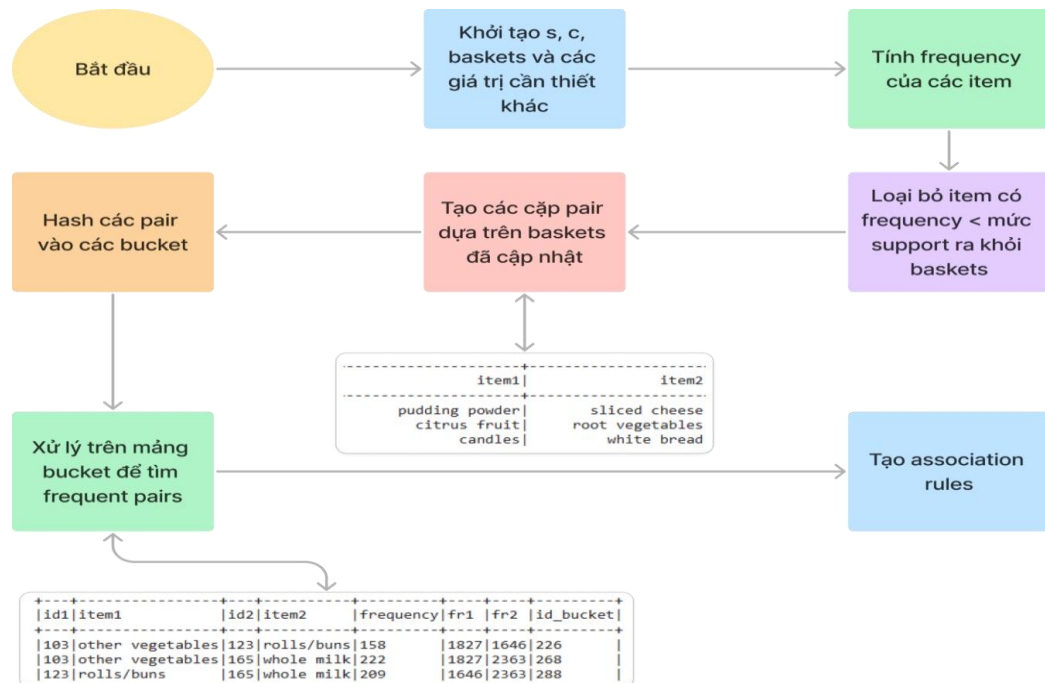 Bắt đầu
Khởi tạo s, c,
baskets và các
giá trị cần thiết
khác
Tính frequency
của các item
Hash các pair
vào các bucket
Tạo các cặp pair
dựa trên baskets
đã cập nhật
Loại bỏ item có
frequency < mức
support ra khỏi
baskets
item1| item2
pudding powder| sliced cheese
citrus fruit| root vegetables
candles| white bread
Xử lý trên mảng
bucket để tìm
frequent pairs
Tạo association
rules
|id1|item1 |id2|item2 |frequency|fr1 |fr2 |id_bucket|
|103|other vegetables|123|rolls/buns|158 |1827|1646|226 |
|103|other vegetables|165|whole milk|222 |1827|2363|268 |
|123|rolls/buns |165|whole milk|209 |1646|2363|288 |